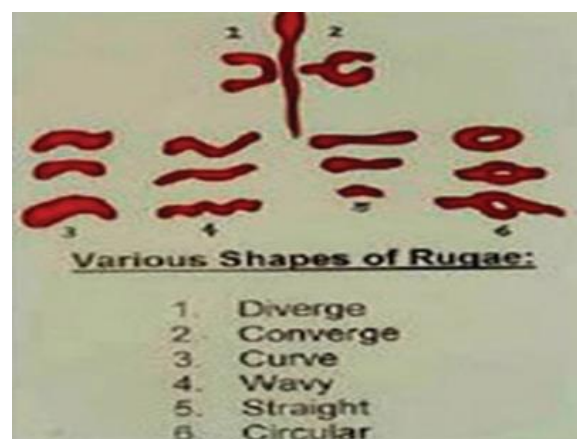 1 2
3 4 5 6
Various Shapes of Rugae:
1. Diverge
2. Converge
3. Curve
4. Wavy
5. Straight
6. Circular